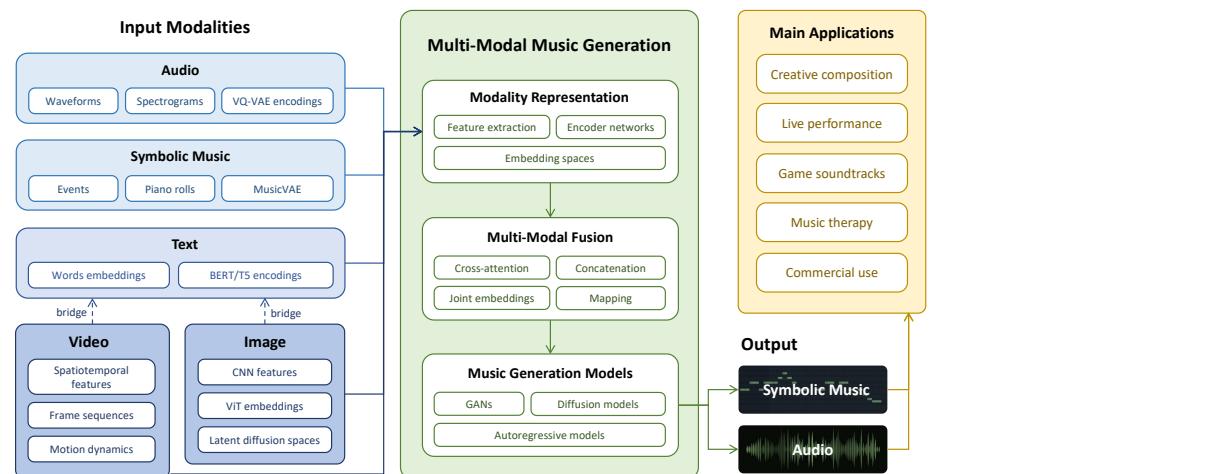 Input Modalities
Audio
Waveforms
Spectrograms
VQ-VAE encodings
Symbolic Music
Events
Piano rolls
MusicVAE
Text
Words embeddings
BERT/T5 encodings
bridge
bridge
Video
Spatiotemporal
features
Frame sequences
Motion dynamics
Image
CNN features
ViT embeddings
Latent diffusion spaces
Multi-Modal Music Generation
Modality Representation
Feature extraction
Encoder networks
Embedding spaces
Multi-Modal Fusion
Cross-attention
Concatenation
Joint embeddings
Mapping
Music Generation Models
GANs
Diffusion models
Autoregressive models
Main Applications
Creative composition
Live performance
Game soundtracks
Music therapy
Commercial use
Output
Symbolic Music
Audio